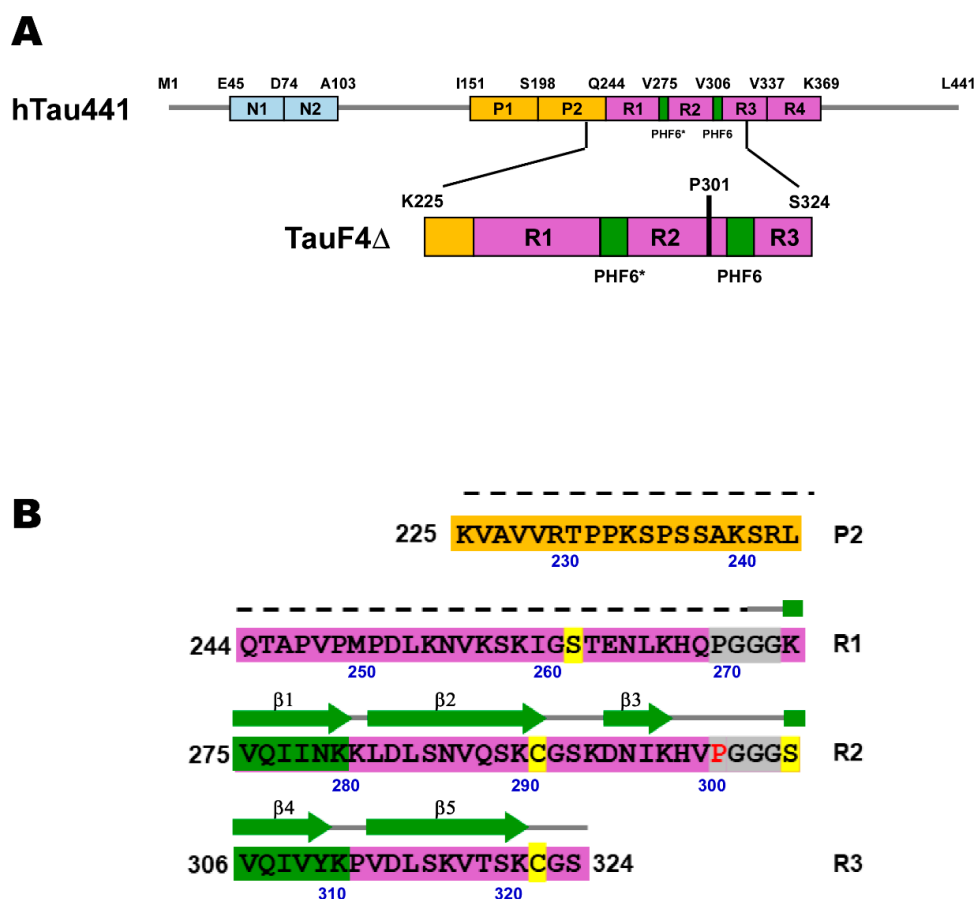 A
M1 E45 D74 A103 I151 S198 Q244 V275 V306 V337 K369 L441
hTau441 N1 N2 P1 P2 R1 R2 R3 R4
PHF6* PHF6
P301
K225 S324
TauF4Δ R1 R2 R3
PHF6* PHF6
B
225 KVAVVRTPPKSPSSAKSRL P2
230 240
244 QTAPVPMPDLKNVKSKIGSTENLKHQPGGGK R1
250 260 270
β1 β2 β3
275 VQIINKKLDLSNVQSKCGSKDNIKHVPGGGS R2
280 290 300
β4 β5
306 VQIVYKPVDLSKVTSKCGS 324 R3
310 320